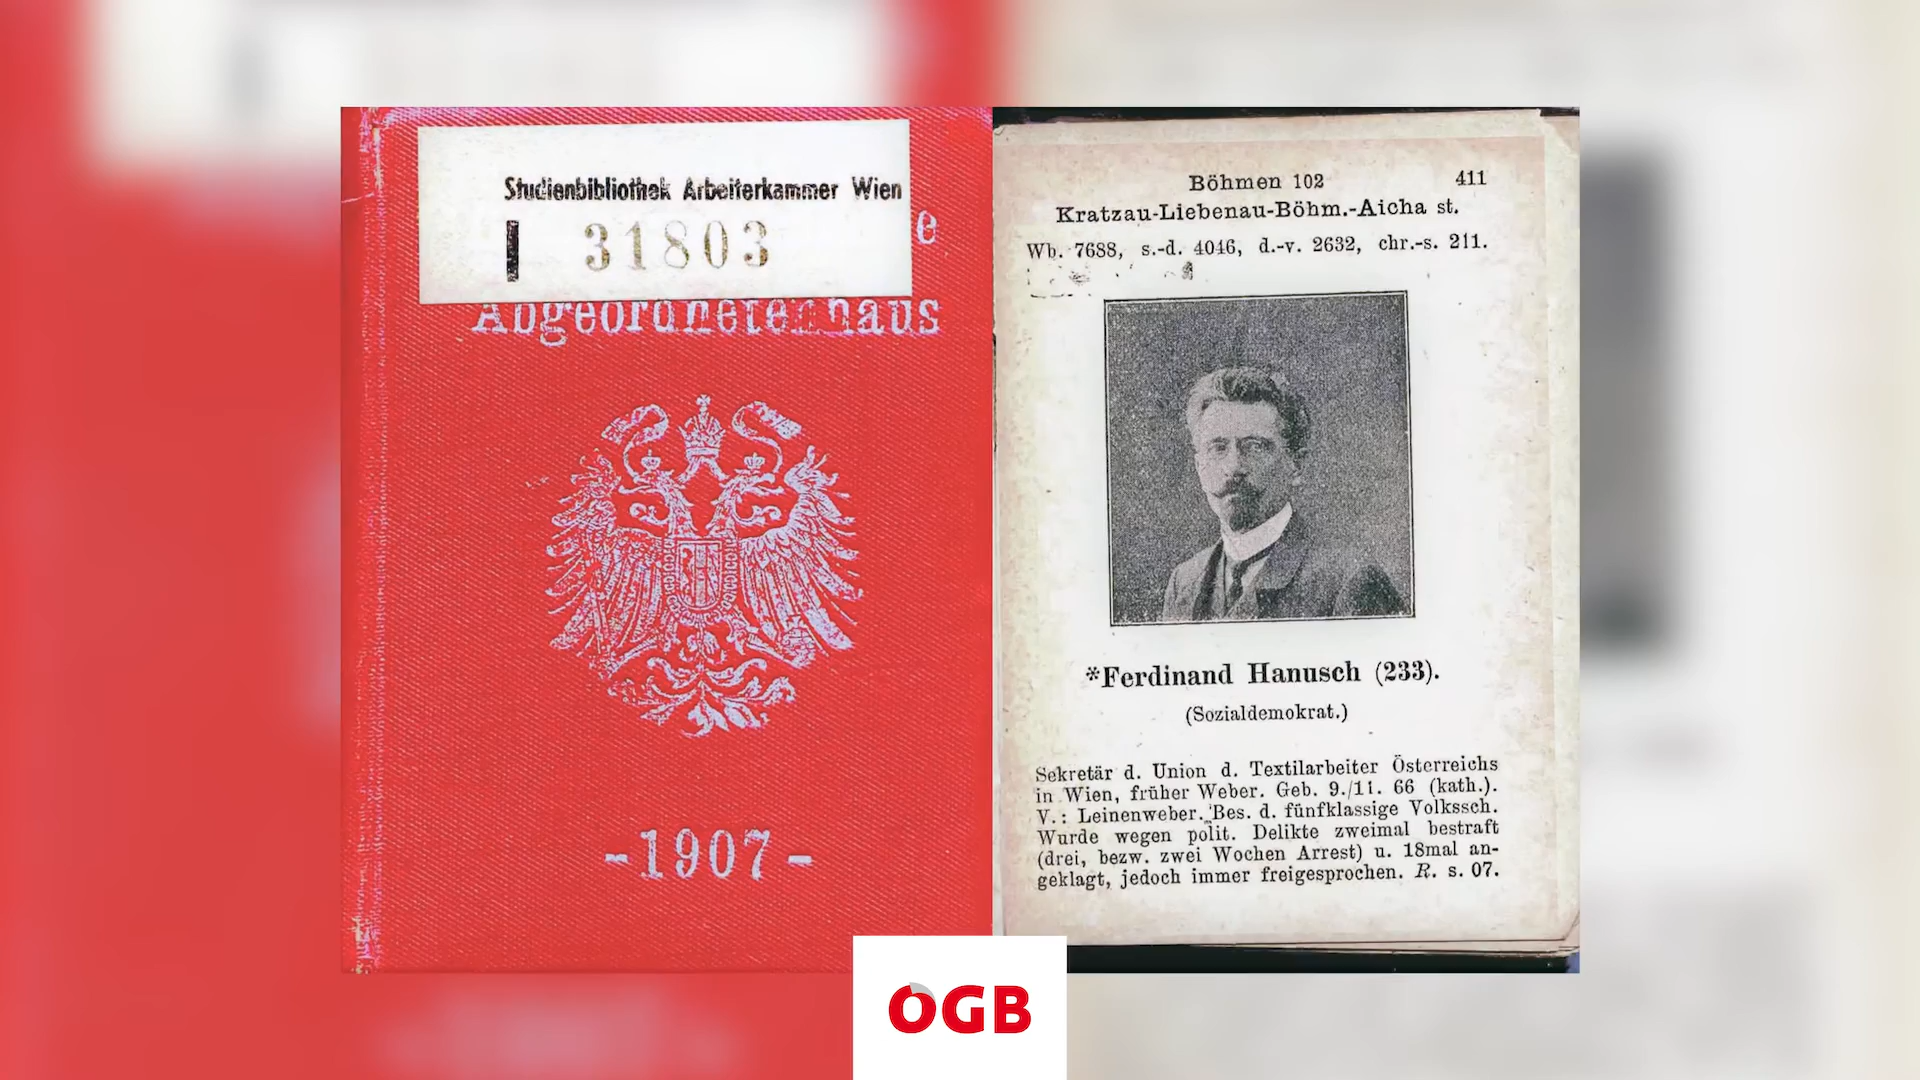 Studienbibliothek Arbeiterkammer Wien
I 31803
e
Abgeordnetenhaus
-1907-
Böhmen 102 411
Kratzau-Liebenau-Böhm.-Aicha st.
Wb. 7688, s.-d. 4046, d.-v. 2632, chr.-s. 211.
*Ferdinand Hanusch (233).
(Sozialdemokrat.)
Sekretär d. Union d. Textilarbeiter Österreichs
in Wien, früher Weber. Geb. 9./11. 66 (kath.).
V.: Leinenweber. Bes. d. fünfklassige Volkssch.
Wurde wegen polit. Delikte zweimal bestraft
(drei, bezw. zwei Wochen Arrest) u. 18mal an-
geklagt, jedoch immer freigesprochen. R. s. 07.
OGB